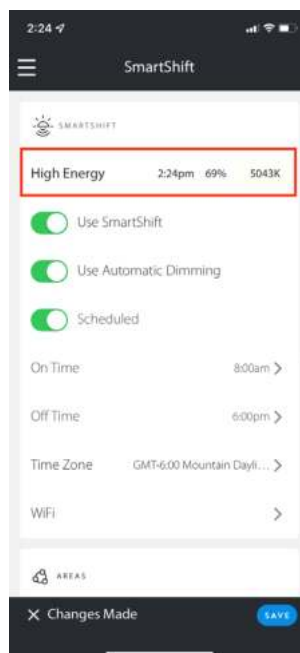 2:24
SmartShift
SMARTSHIFT
High Energy 2:24pm 69% 5043K
Use SmartShift
Use Automatic Dimming
Scheduled
On Time 8:00am
Off Time 6:00pm
Time Zone GMT-6:00 Mountain Dayli...
WiFi
AREAS
Changes Made SAVE